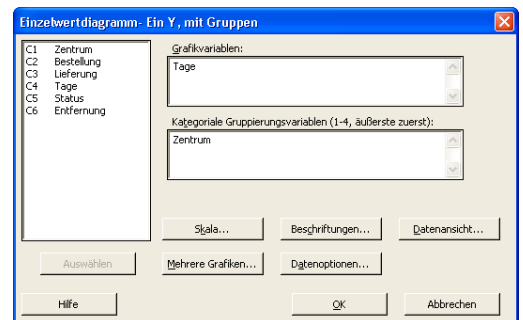 Einzelwertdiagramm- Ein Y, mit Gruppen
C1 Zentrum
C2 Bestellung
C3 Lieferung
C4 Tage
C5 Status
C6 Entfernung
Grafikvariablen:
Tage
Kategoriale Gruppierungsvariablen (1-4, äußerste zuerst):
Zentrum
Skala...
Beschriftungen...
Datenansicht...
Auswählen
Mehrere Grafiken...
Datenoptionen...
Hilfe
OK
Abbrechen